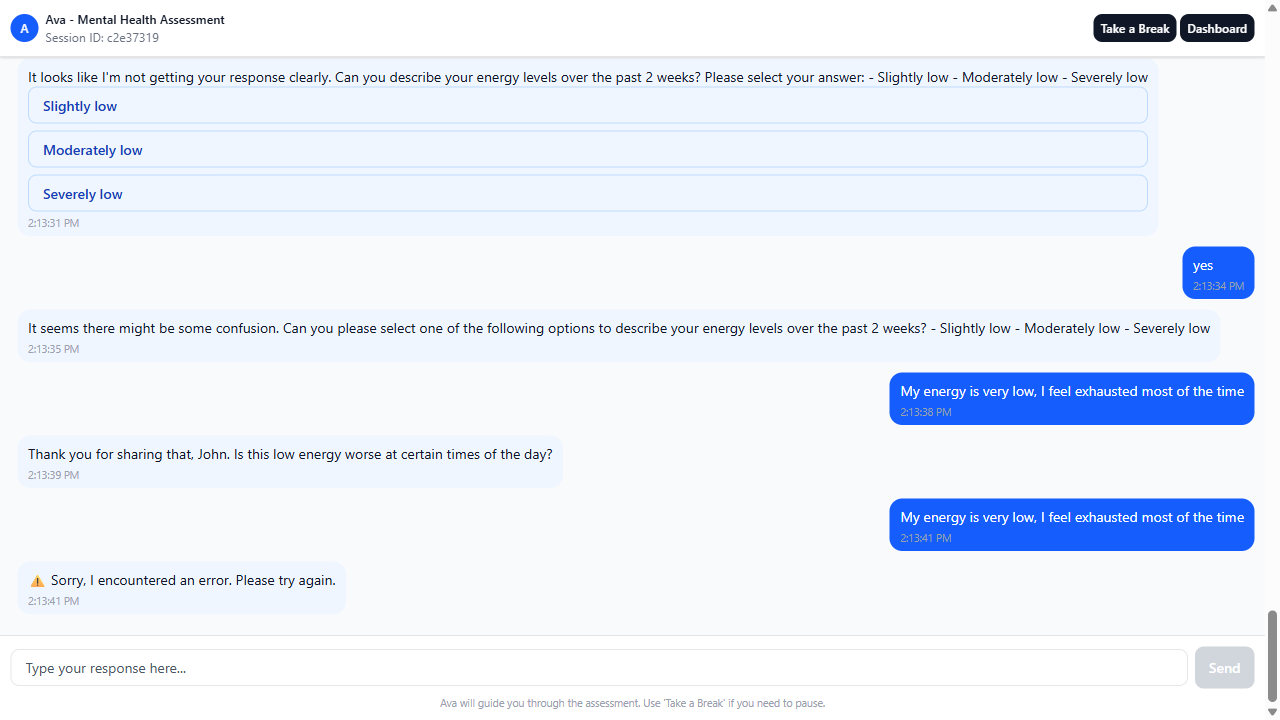 A
Ava - Mental Health Assessment
Session ID: c2e37319
Take a Break
Dashboard
It looks like I'm not getting your response clearly. Can you describe your energy levels over the past 2 weeks? Please select your answer: - Slightly low - Moderately low - Severely low
Slightly low
Moderately low
Severely low
2:13:31 PM
yes
2:13:34 PM
It seems there might be some confusion. Can you please select one of the following options to describe your energy levels over the past 2 weeks? - Slightly low - Moderately low - Severely low
2:13:35 PM
My energy is very low, I feel exhausted most of the time
2:13:38 PM
Thank you for sharing that, John. Is this low energy worse at certain times of the day?
2:13:39 PM
My energy is very low, I feel exhausted most of the time
2:13:41 PM
⚠️ Sorry, I encountered an error. Please try again.
2:13:41 PM
Type your response here...
Send
Ava will guide you through the assessment. Use 'Take a Break' if you need to pause.